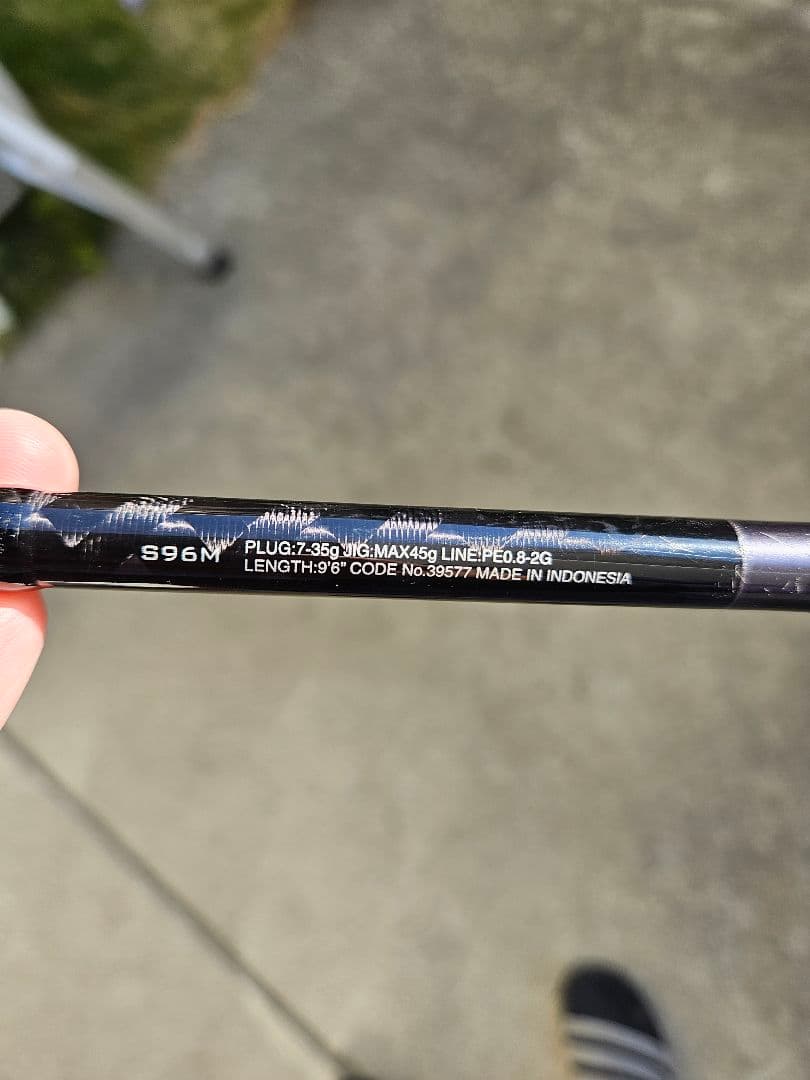 S96M
PLUG:7-35g JIG:MAX45g LINE:PE0.8-2G
LENGTH:9'6" CODE No.39577 MADE IN INDONESIA